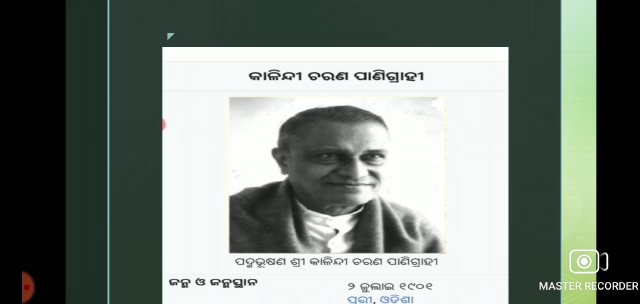 କାଳିନ୍ଦୀ ଚରଣ ପାଣିଗ୍ରାହୀ
ପଦ୍ମଭୂଷଣ ଶ୍ରୀ କାଳିନ୍ଦୀ ଚରଣ ପାଣିଗ୍ରାହୀ
ଜନ୍ମ ଓ ଜନ୍ମସ୍ଥାନ
୨ ଜୁଲାଇ ୧୯୦୧
ପୁରୀ, ଓଡ଼ିଶା
MASTER RECORDER